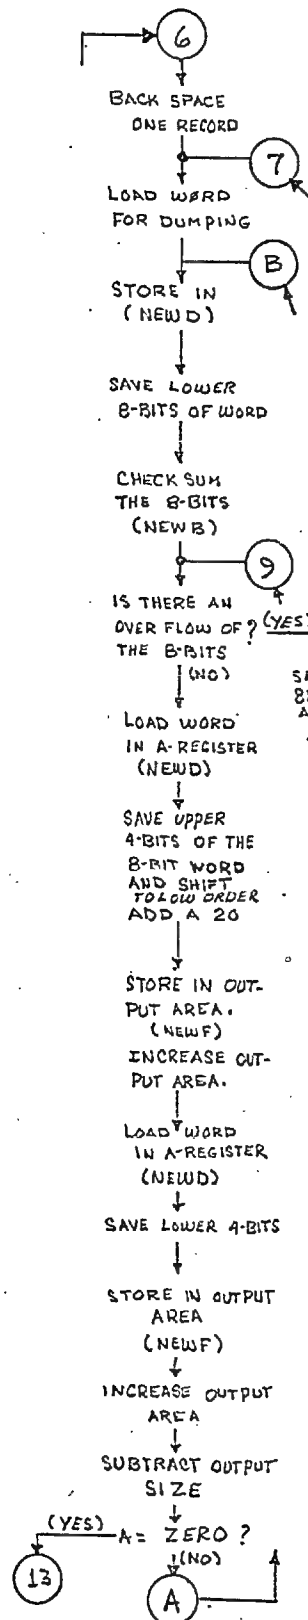 6
BACK SPACE
ONE RECORD
7
LOAD WORD
FOR DUMPING
B
STORE IN
(NEWD)
SAVE LOWER
8-BITS OF WORD
CHECK SUM
THE 8-BITS
(NEWB)
9
IS THERE AN
OVER FLOW OF ? (YES)
THE 8-BITS
(NO)
LOAD WORD
IN A-REGISTER
(NEWD)
SAVE UPPER
4-BITS OF THE
8-BIT WORD
AND SHIFT
TO LOW ORDER
ADD A 20
STORE IN OUT-
PUT AREA.
(NEWF)
INCREASE OUT-
PUT AREA.
LOAD WORD
IN A-REGISTER
(NEWD)
SAVE LOWER 4-BITS
STORE IN OUTPUT
AREA
(NEWF)
INCREASE OUTPUT
AREA
SUBTRACT OUTPUT
SIZE
(YES) A = ZERO ?
(NO)
13
A